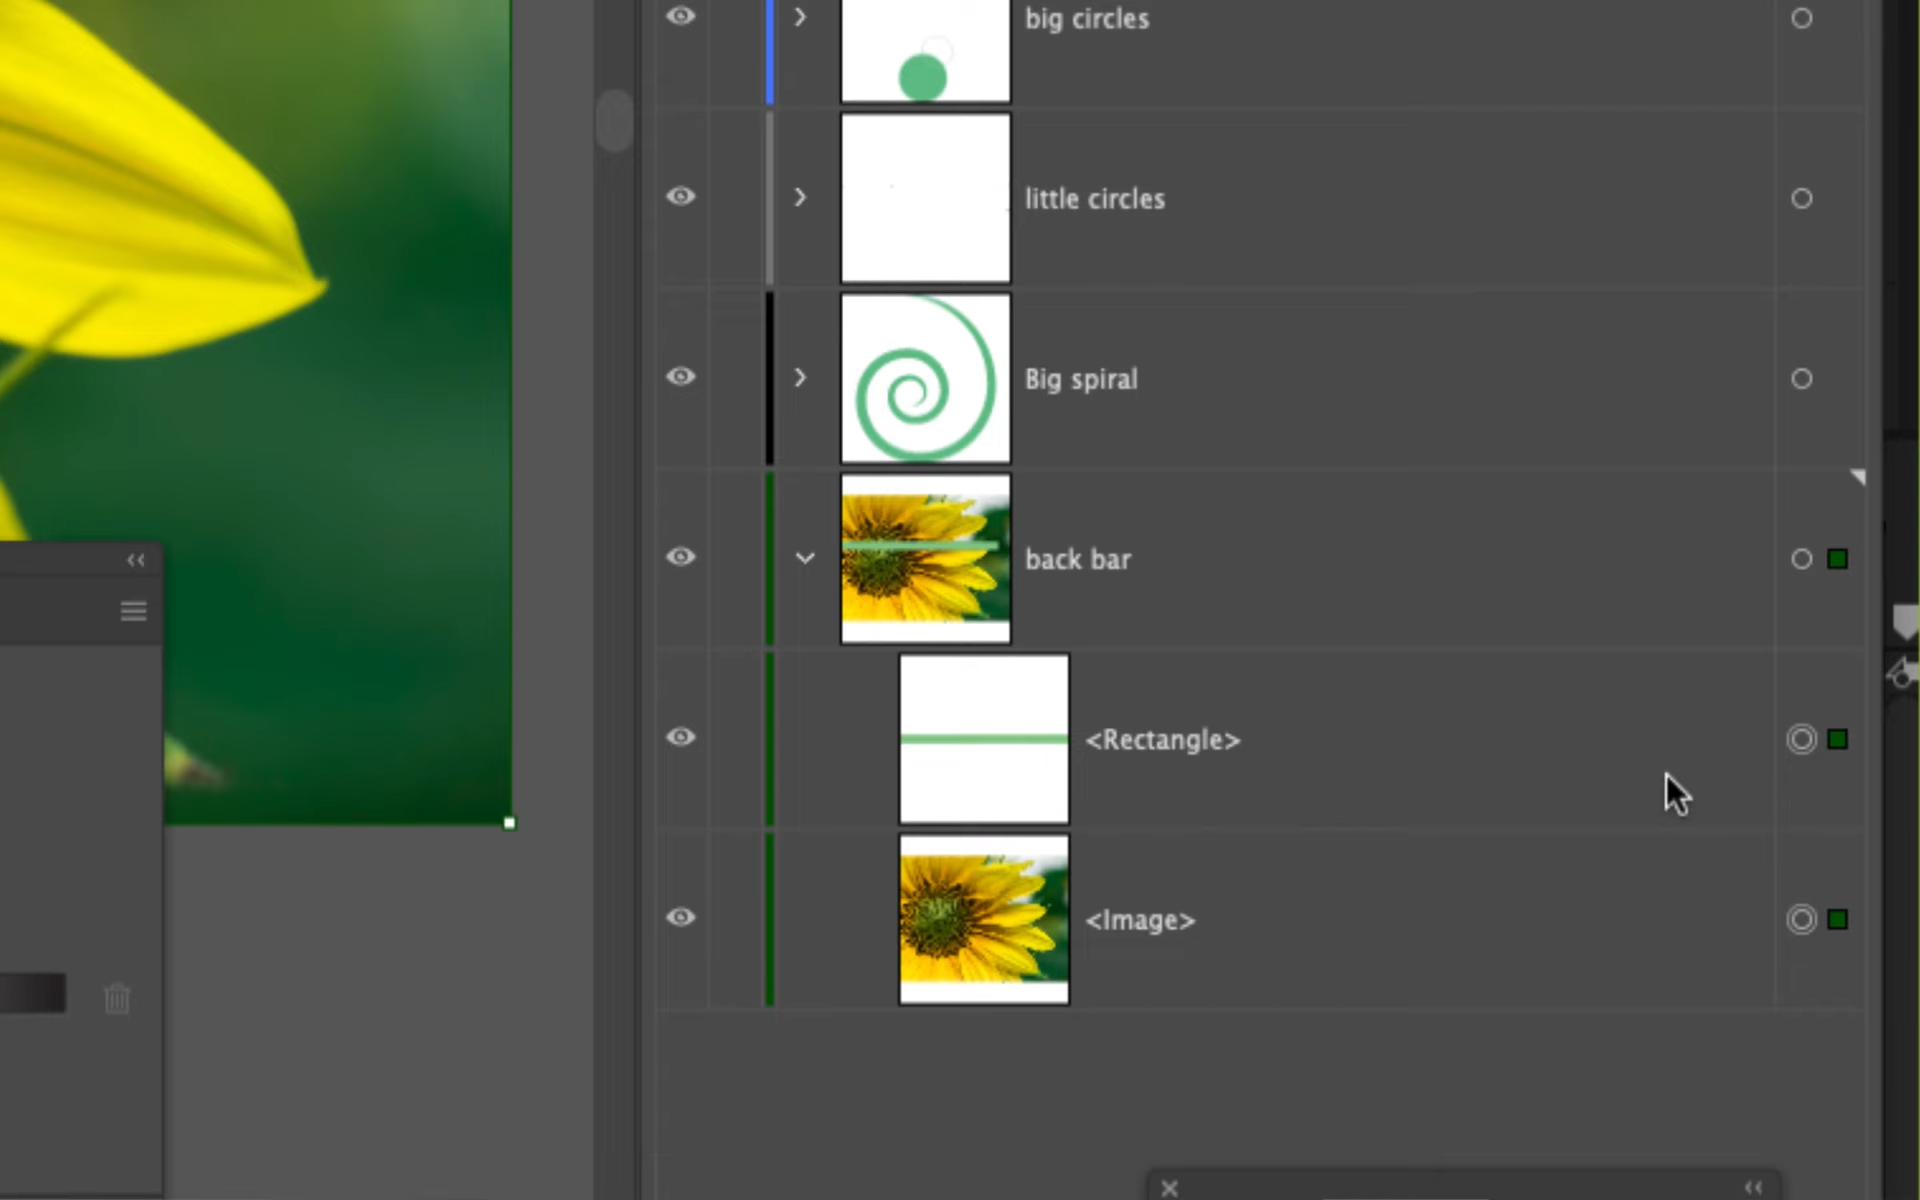 big circles
little circles
Big spiral
back bar
<Rectangle>
<Image>